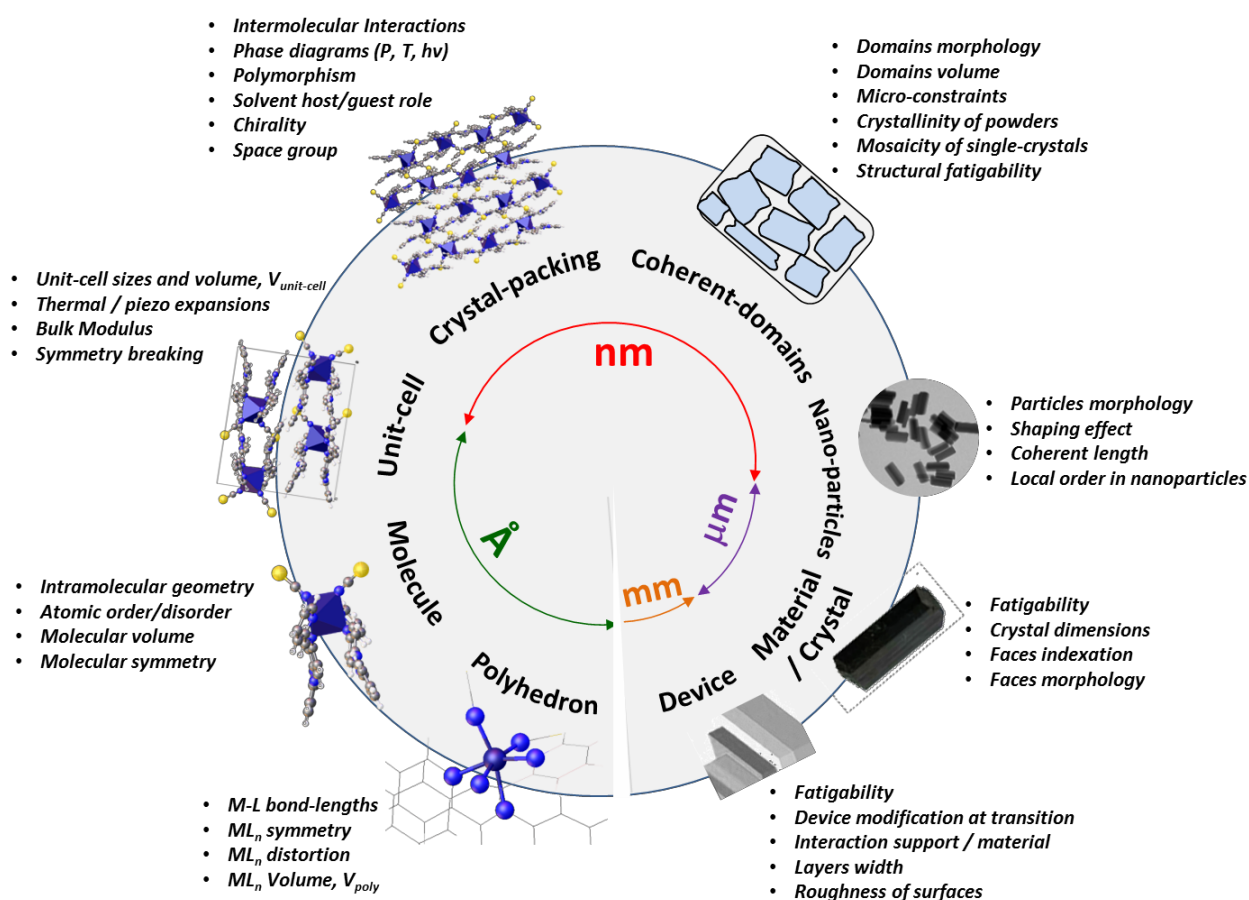 • Intermolecular Interactions
• Phase diagrams (P, T, hν)
• Polymorphism
• Solvent host/guest role
• Chirality
• Space group
• Domains morphology
• Domains volume
• Micro-constraints
• Crystallinity of powders
• Mosaicity of single-crystals
• Structural fatigability
• Unit-cell sizes and volume, Vunit-cell
• Thermal / piezo expansions
• Bulk Modulus
• Symmetry breaking
Crystal-packing
Coherent-domains
nm
Unit-cell
Nano-particles
• Particles morphology
• Shaping effect
• Coherent length
• Local order in nanoparticles
Å
µm
mm
Molecule
• Intramolecular geometry
• Atomic order/disorder
• Molecular volume
• Molecular symmetry
Material
/ Crystal
• Fatigability
• Crystal dimensions
• Faces indexation
• Faces morphology
Polyhedron
Device
• M-L bond-lengths
• MLn symmetry
• MLn distortion
• MLn Volume, Vpoly
• Fatigability
• Device modification at transition
• Interaction support / material
• Layers width
• Roughness of surfaces